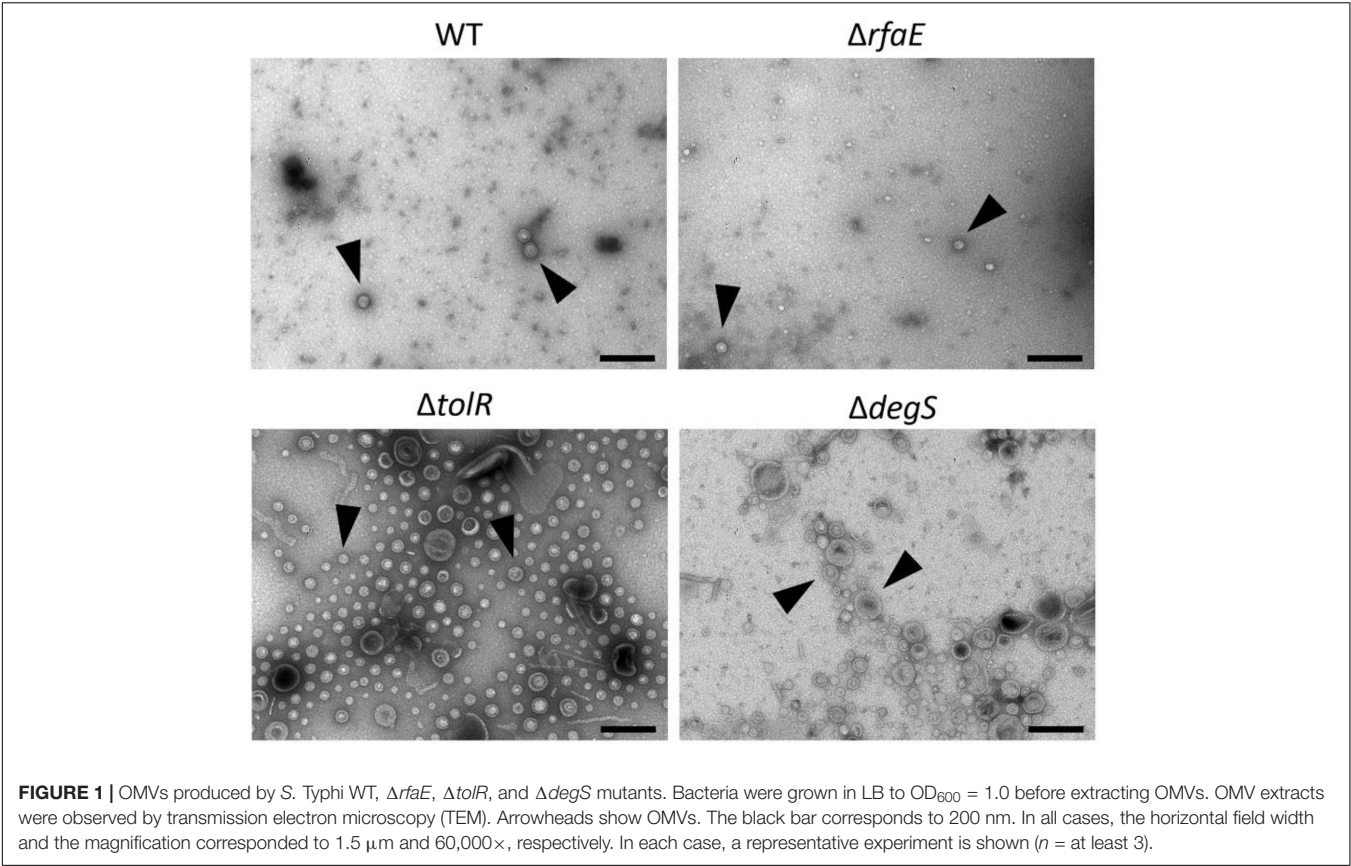 WT
ΔrfaE
ΔtolR
ΔdegS
FIGURE 1 | OMVs produced by S. Typhi WT, ΔrfaE, ΔtolR, and ΔdegS mutants. Bacteria were grown in LB to OD₆₀₀ = 1.0 before extracting OMVs. OMV extracts
were observed by transmission electron microscopy (TEM). Arrowheads show OMVs. The black bar corresponds to 200 nm. In all cases, the horizontal field width
and the magnification corresponded to 1.5 μm and 60,000×, respectively. In each case, a representative experiment is shown (n = at least 3).